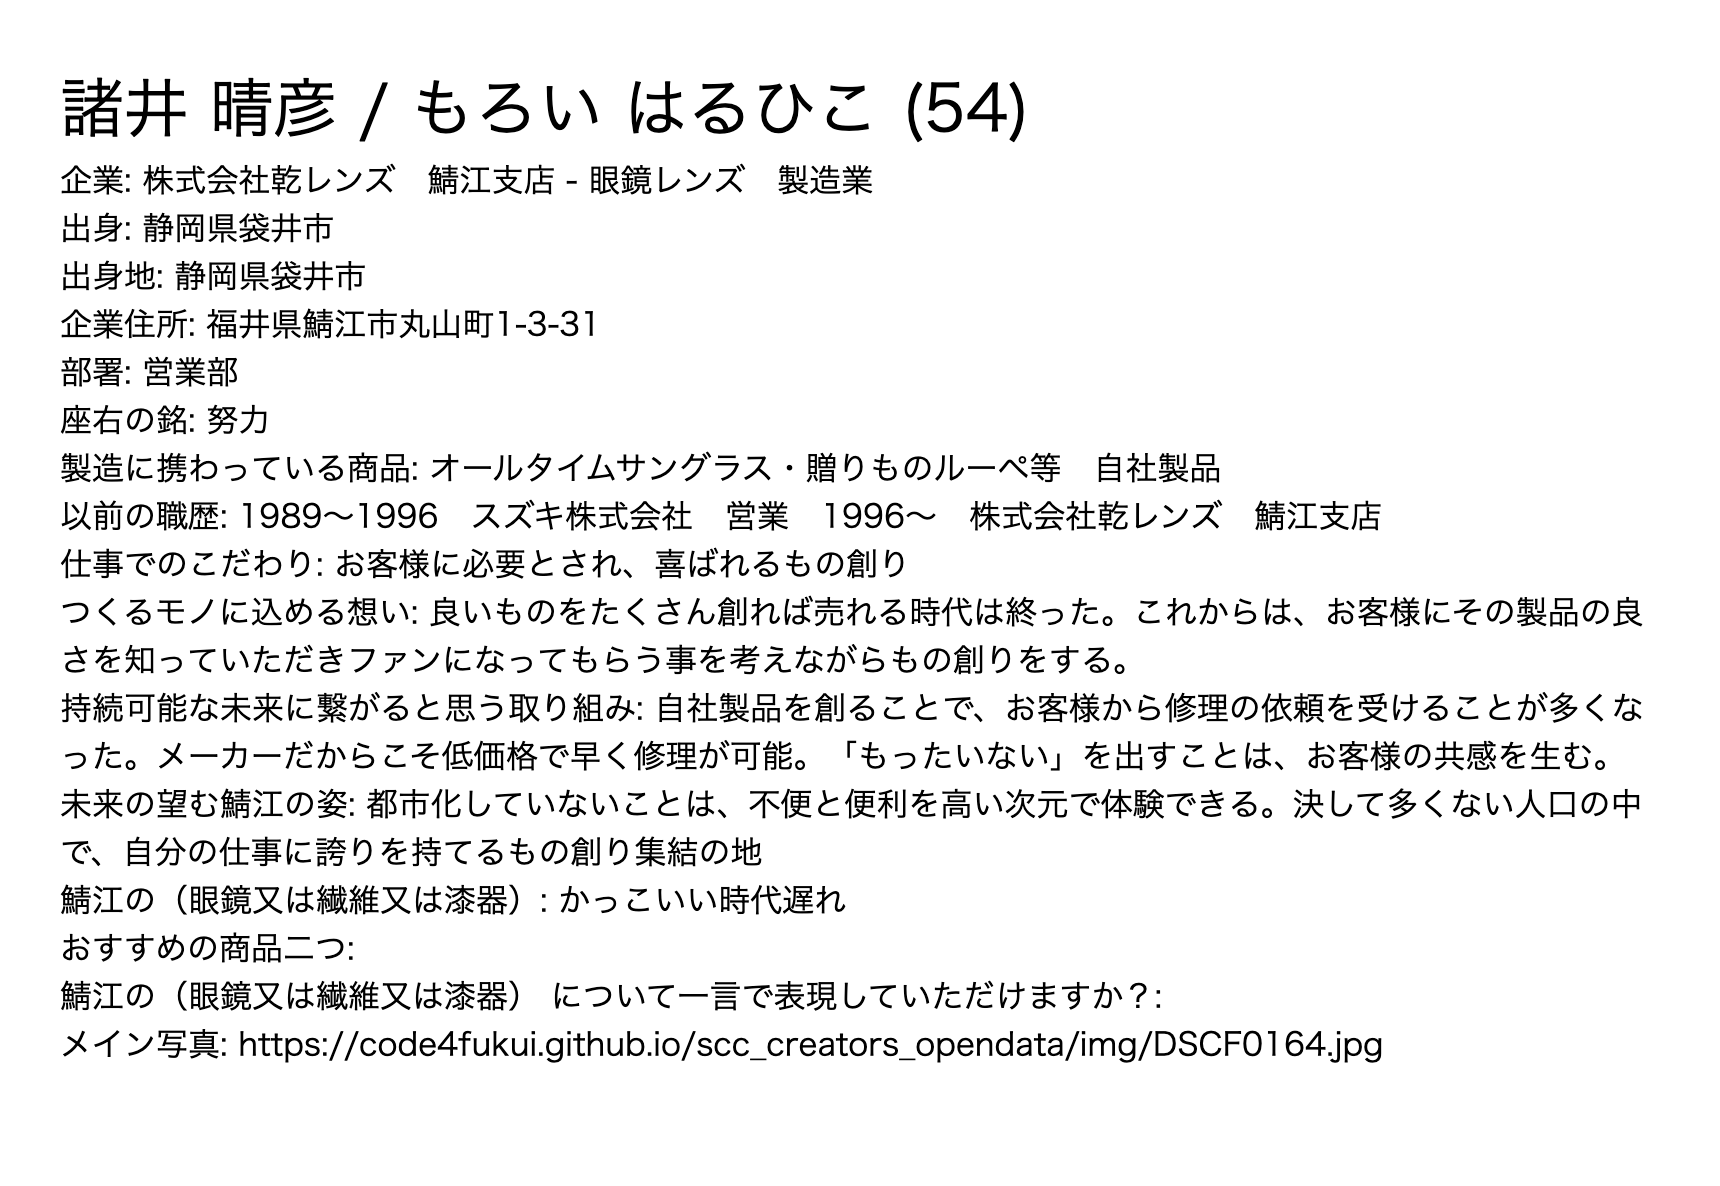 諸井 晴彦 / もろい はるひこ (54)
企業: 株式会社乾レンズ　鯖江支店 - 眼鏡レンズ　製造業
出身: 静岡県袋井市
出身地: 静岡県袋井市
企業住所: 福井県鯖江市丸山町1-3-31
部署: 営業部
座右の銘: 努力
製造に携わっている商品: オールタイムサングラス・贈りものルーペ等　自社製品
以前の職歴: 1989〜1996　スズキ株式会社　営業　1996〜　株式会社乾レンズ　鯖江支店
仕事でのこだわり: お客様に必要とされ、喜ばれるもの創り
つくるモノに込める想い: 良いものをたくさん創れば売れる時代は終った。これからは、お客様にその製品の良
さを知っていただきファンになってもらう事を考えながらもの創りをする。
持続可能な未来に繋がると思う取り組み: 自社製品を創ることで、お客様から修理の依頼を受けることが多くな
った。メーカーだからこそ低価格で早く修理が可能。「もったいない」を出すことは、お客様の共感を生む。
未来の望む鯖江の姿: 都市化していないことは、不便と便利を高い次元で体験できる。決して多くない人口の中
で、自分の仕事に誇りを持てるもの創り集結の地
鯖江の（眼鏡又は繊維又は漆器）: かっこいい時代遅れ
おすすめの商品二つ:
鯖江の（眼鏡又は繊維又は漆器） について一言で表現していただけますか？:
メイン写真: https://code4fukui.github.io/scc_creators_opendata/img/DSCF0164.jpg